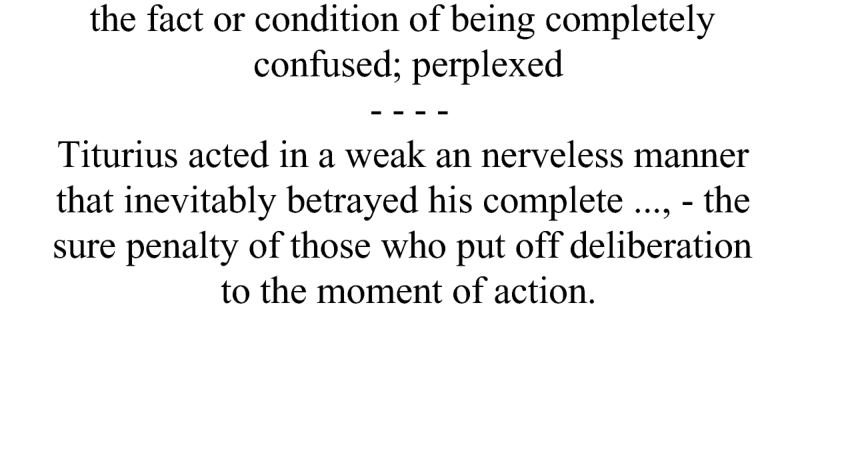 the fact or condition of being completely
confused; perplexed
- - - -
Titurius acted in a weak an nerveless manner
that inevitably betrayed his complete ..., - the
sure penalty of those who put off deliberation
to the moment of action.